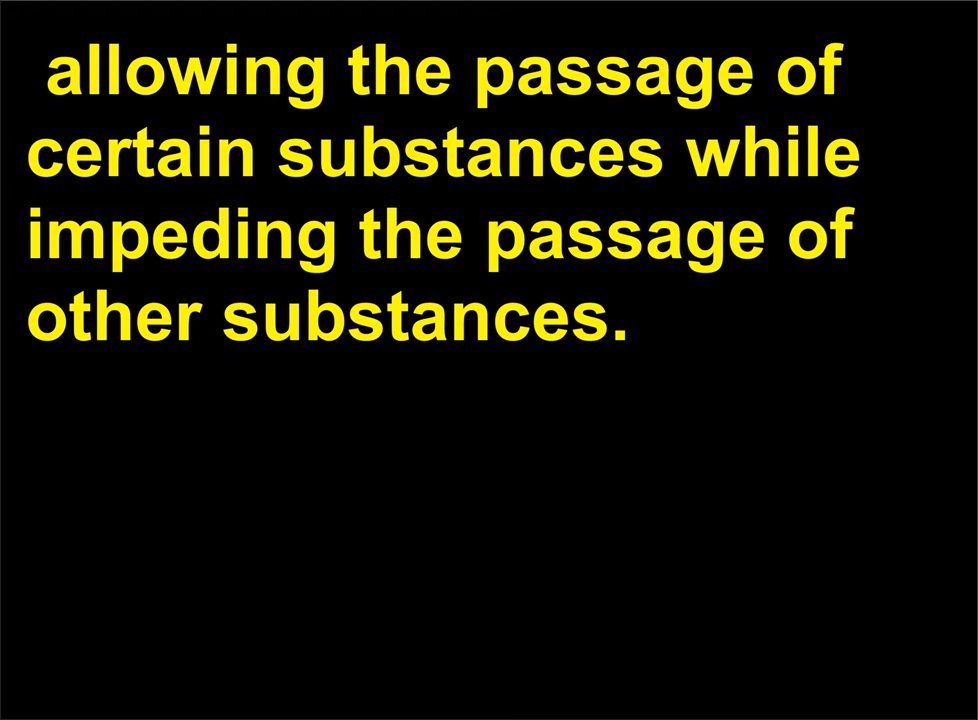 allowing the passage of
certain substances while
impeding the passage of
other substances.